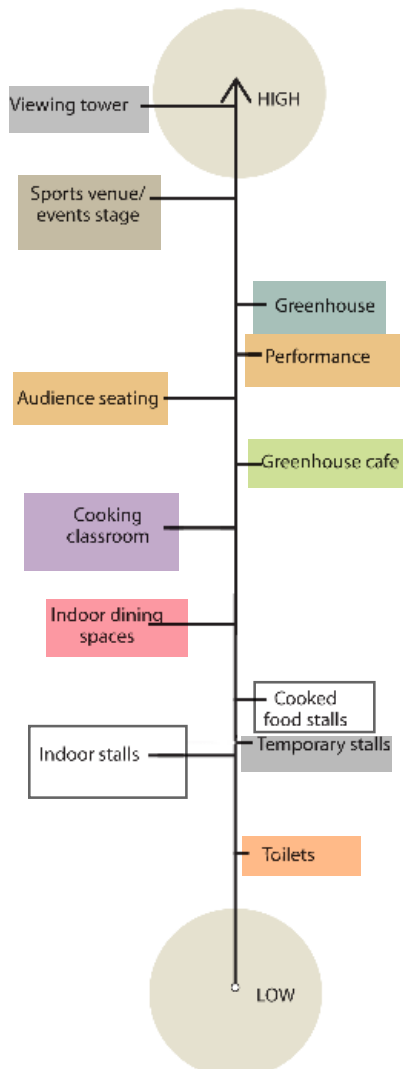 HIGH
Viewing tower
Sports venue/
events stage
Greenhouse
Performance
Audience seating
Greenhouse cafe
Cooking
classroom
Indoor dining
spaces
Cooked
food stalls
Temporary stalls
Indoor stalls
Toilets
LOW